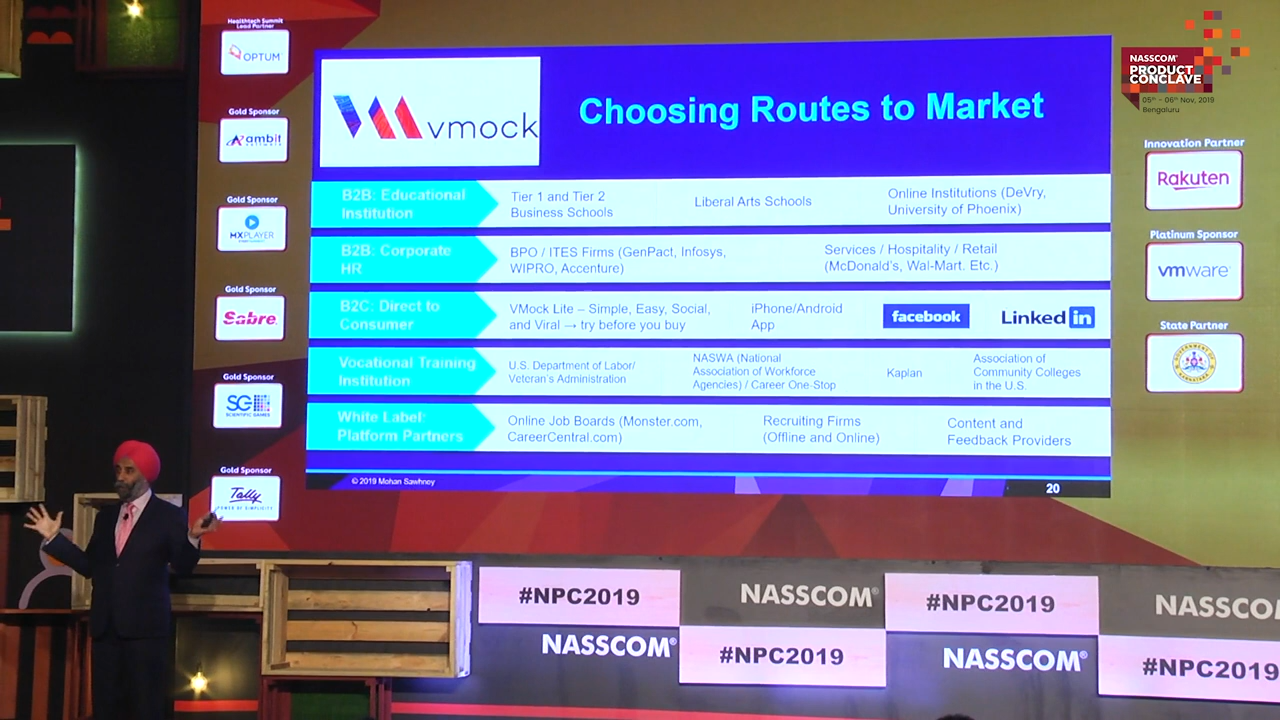 Healthtech Summit
Lead Partner
OPTUM
Gold Sponsor
ambit
Gold Sponsor
MXPLAYER
Gold Sponsor
Sabre
Gold Sponsor
SG
SCIENTIFIC GAMES
Gold Sponsor
Tally
POWER OF SIMPLICITY
vmock
Choosing Routes to Market
B2B: Educational
Institution
Tier 1 and Tier 2
Business Schools
Liberal Arts Schools
Online Institutions (DeVry,
University of Phoenix)
B2B: Corporate
HR
BPO / ITES Firms (GenPact, Infosys,
WIPRO, Accenture)
Services / Hospitality / Retail
(McDonald's, Wal-Mart. Etc.)
B2C: Direct to
Consumer
VMock Lite – Simple, Easy, Social,
and Viral → try before you buy
iPhone/Android
App
facebook
Linked in
Vocational Training
Institution
U.S. Department of Labor/
Veteran's Administration
NASWA (National
Association of Workforce
Agencies) / Career One-Stop
Kaplan
Association of
Community Colleges
in the U.S.
White Label:
Platform Partners
Online Job Boards (Monster.com,
CareerCentral.com)
Recruiting Firms
(Offline and Online)
Content and
Feedback Providers
© 2019 Mohan Sawhney
20
NASSCOM®
PRODUCT
CONCLAVE
05th - 06th Nov, 2019
Bengaluru
Innovation Partner
Rakuten
Platinum Sponsor
vmware
State Partner
#NPC2019
NASSCOM®
#NPC2019
NASSCO
NASSCOM®
#NPC2019
NASSCOM®
#NPC2019